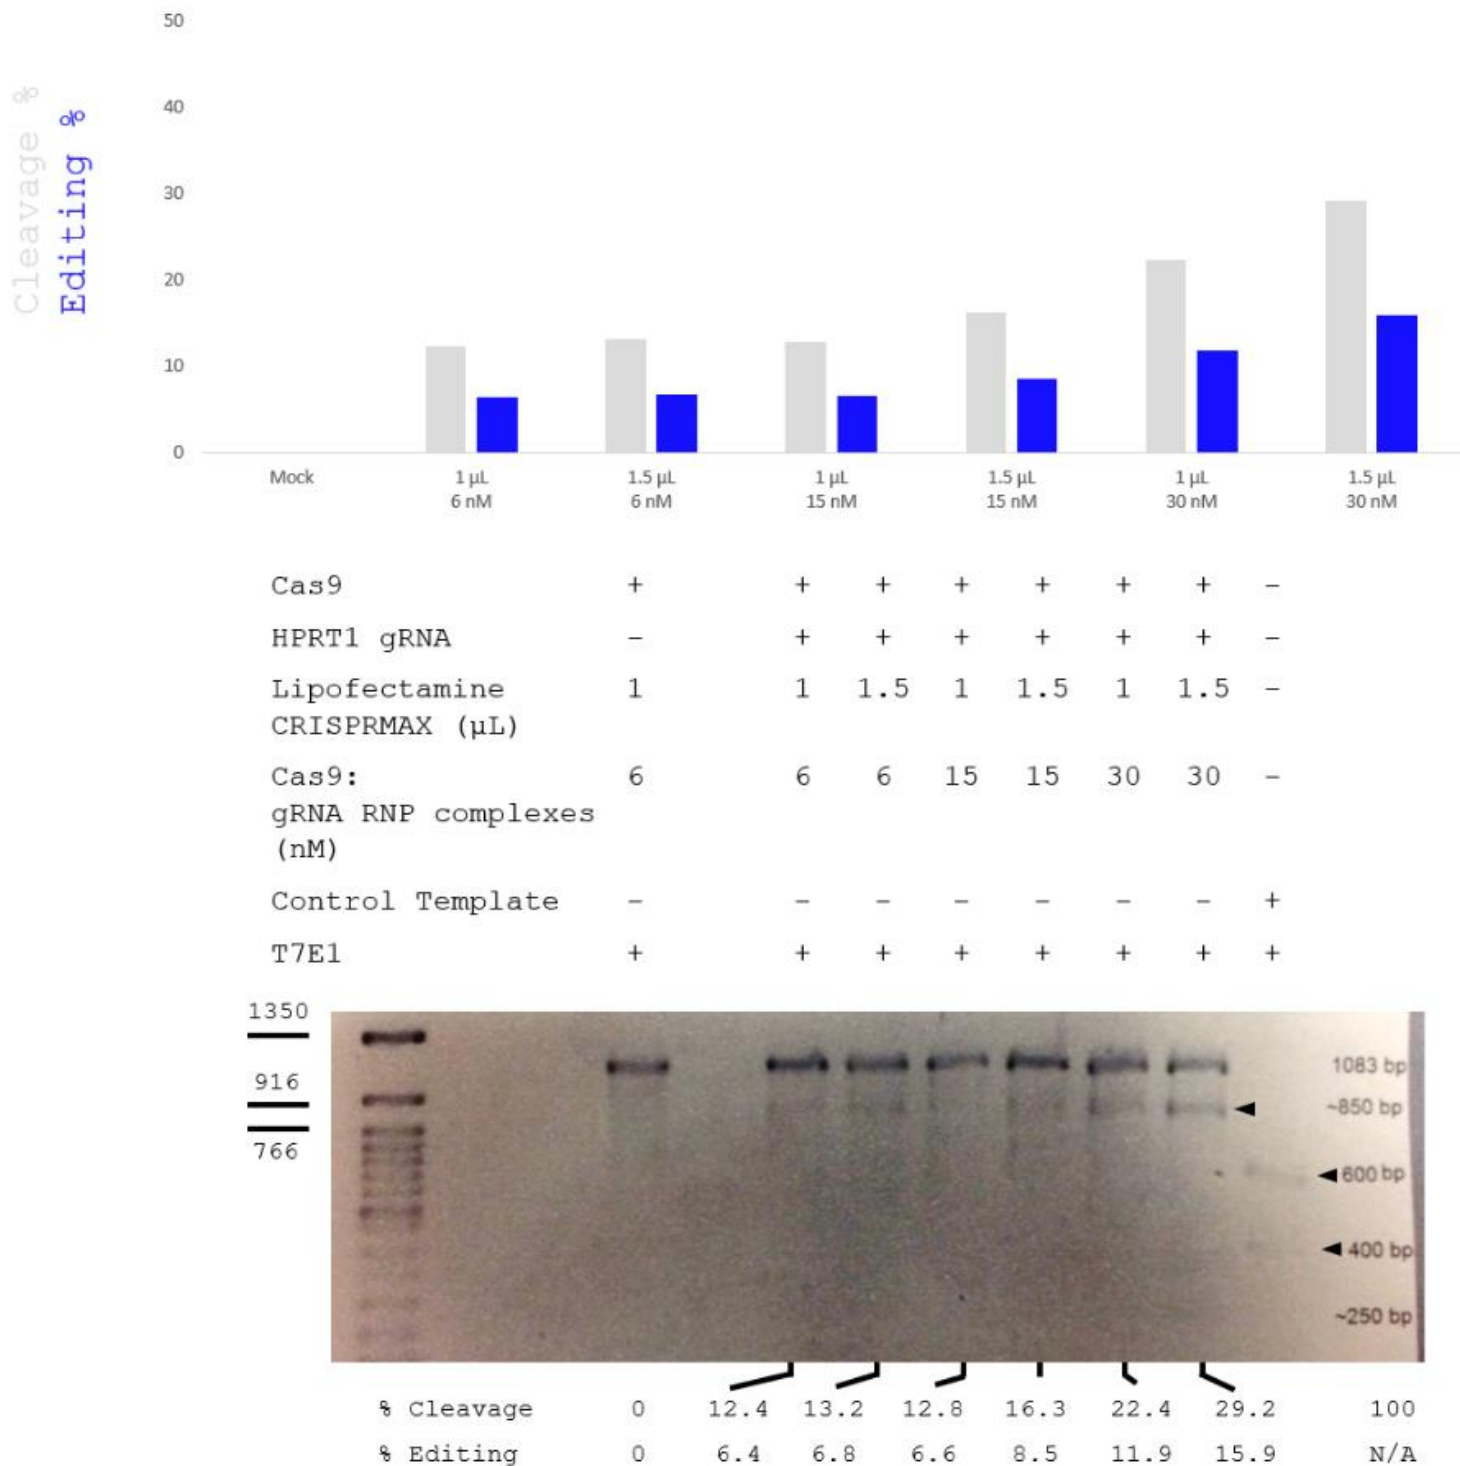 50
40
30
20
10
0
Cleavage %
Editing %
Mock
1 µL
6 nM
1.5 µL
6 nM
1 µL
15 nM
1.5 µL
15 nM
1 µL
30 nM
1.5 µL
30 nM
Cas9 + + + + + + + −
HPRT1 gRNA − + + + + + + −
Lipofectamine 1 1 1.5 1 1.5 1 1.5 −
CRISPRMAX (µL)
Cas9: 6 6 6 15 15 30 30 −
gRNA RNP complexes
(nM)
Control Template − − − − − − − +
T7E1 + + + + + + + +
1350
916
766
1083 bp
~850 bp
600 bp
400 bp
~250 bp
% Cleavage 0 12.4 13.2 12.8 16.3 22.4 29.2 100
% Editing 0 6.4 6.8 6.6 8.5 11.9 15.9 N/A